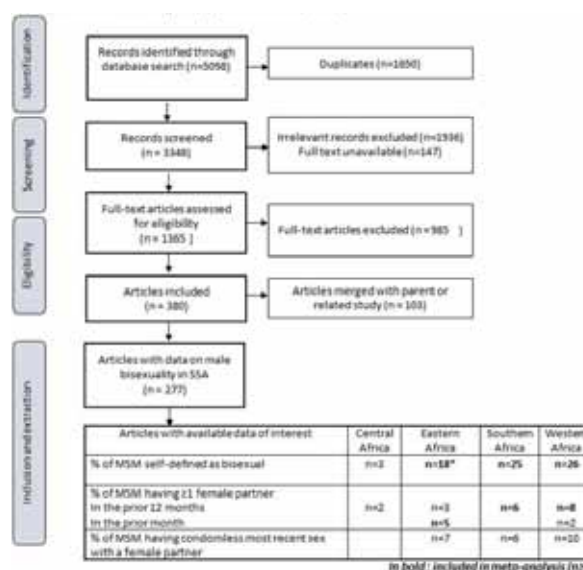 Identification
Records identified through
database search (n=5098)
Duplicates (n=1650)
Screening
Records screened
(n = 3348)
Irrelevant records excluded (n=1936)
Full text unavailable (n=147)
Eligibility
Full-text articles assessed
for eligibility
(n = 1365 )
Full-text articles excluded (n=985 )
Articles included
(n = 380)
Articles merged with parent or
related study (n = 103)
Inclusion and extraction
Articles with data on male
bisexuality in SSA
(n = 277)
Articles with available data of interest
Central Africa
Eastern Africa
Southern Africa
Western Africa
% of MSM self-defined as bisexual
n=3
n=18*
n=25
n=26
% of MSM having ≥1 female partner
In the prior 12 months
n=2
n=3
n=6
n=8
In the prior month
n=5
n=2
% of MSM having condomless most recent sex
with a female partner
n=7
n=6
n=10
In bold : included in meta-analysis